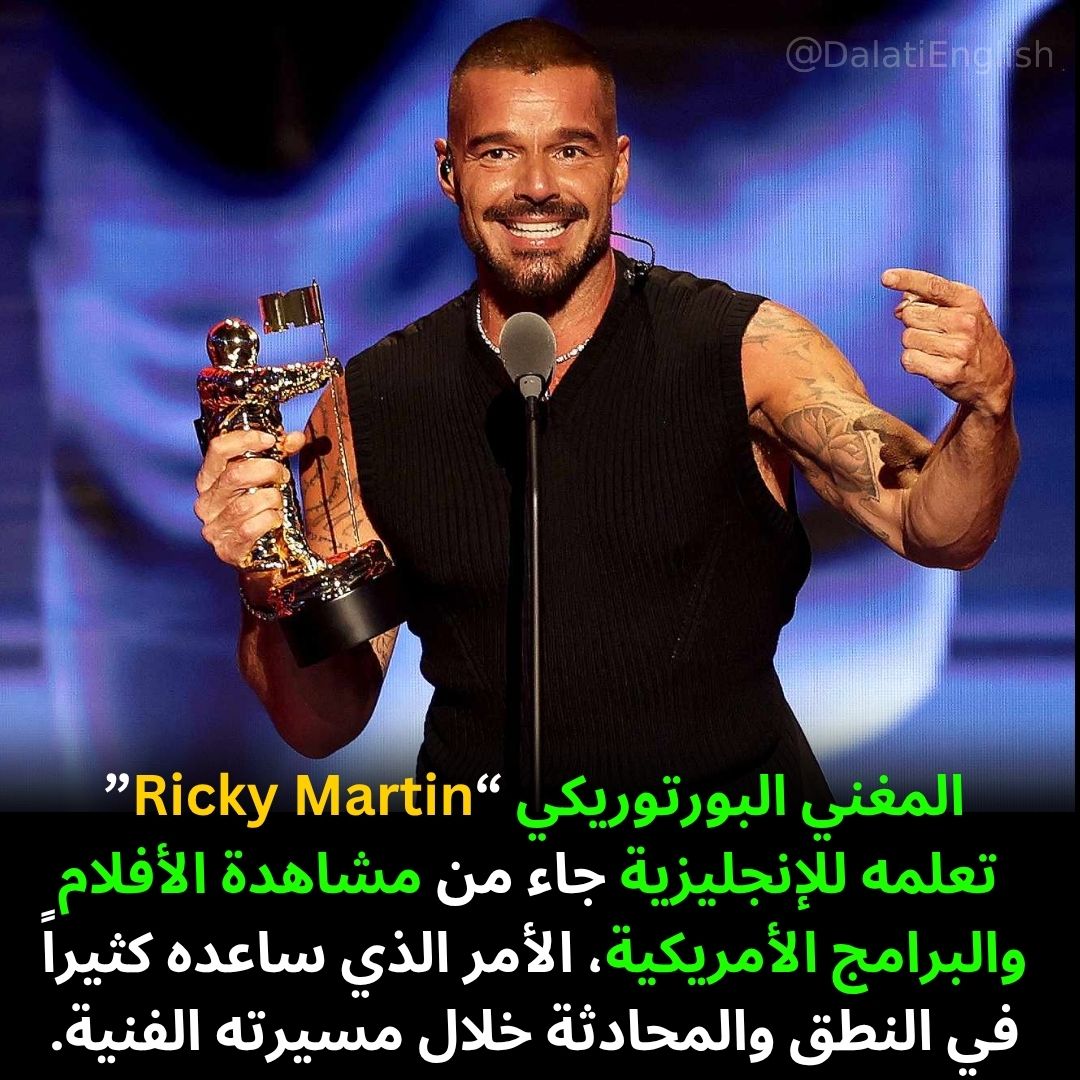 @DalatiEnglish
المغني البورتوريكي “Ricky Martin”
تعلمه للإنجليزية جاء من مشاهدة الأفلام
والبرامج الأمريكية، الأمر الذي ساعده كثيراً
في النطق والمحادثة خلال مسيرته الفنية.